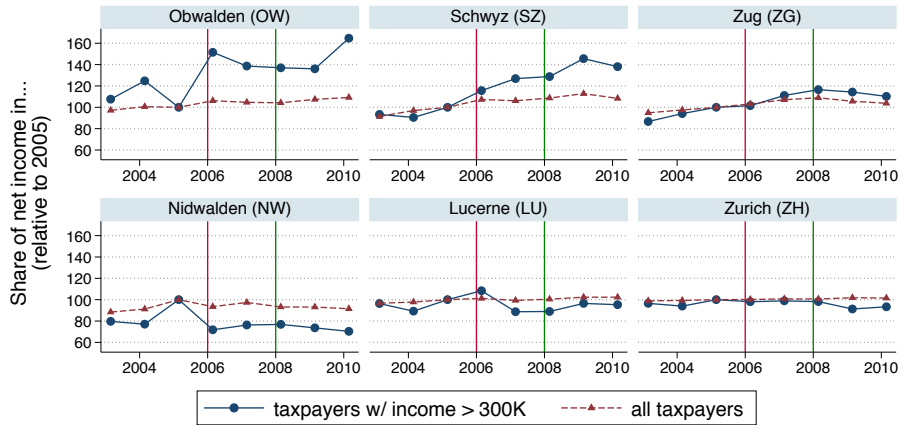 Share of net income in...
(relative to 2005)
Obwalden (OW)
Schwyz (SZ)
Zug (ZG)
160
140
120
100
80
60
2004 2006 2008 2010
2004 2006 2008 2010
2004 2006 2008 2010
Nidwalden (NW)
Lucerne (LU)
Zurich (ZH)
160
140
120
100
80
60
2004 2006 2008 2010
2004 2006 2008 2010
2004 2006 2008 2010
taxpayers w/ income > 300K
all taxpayers